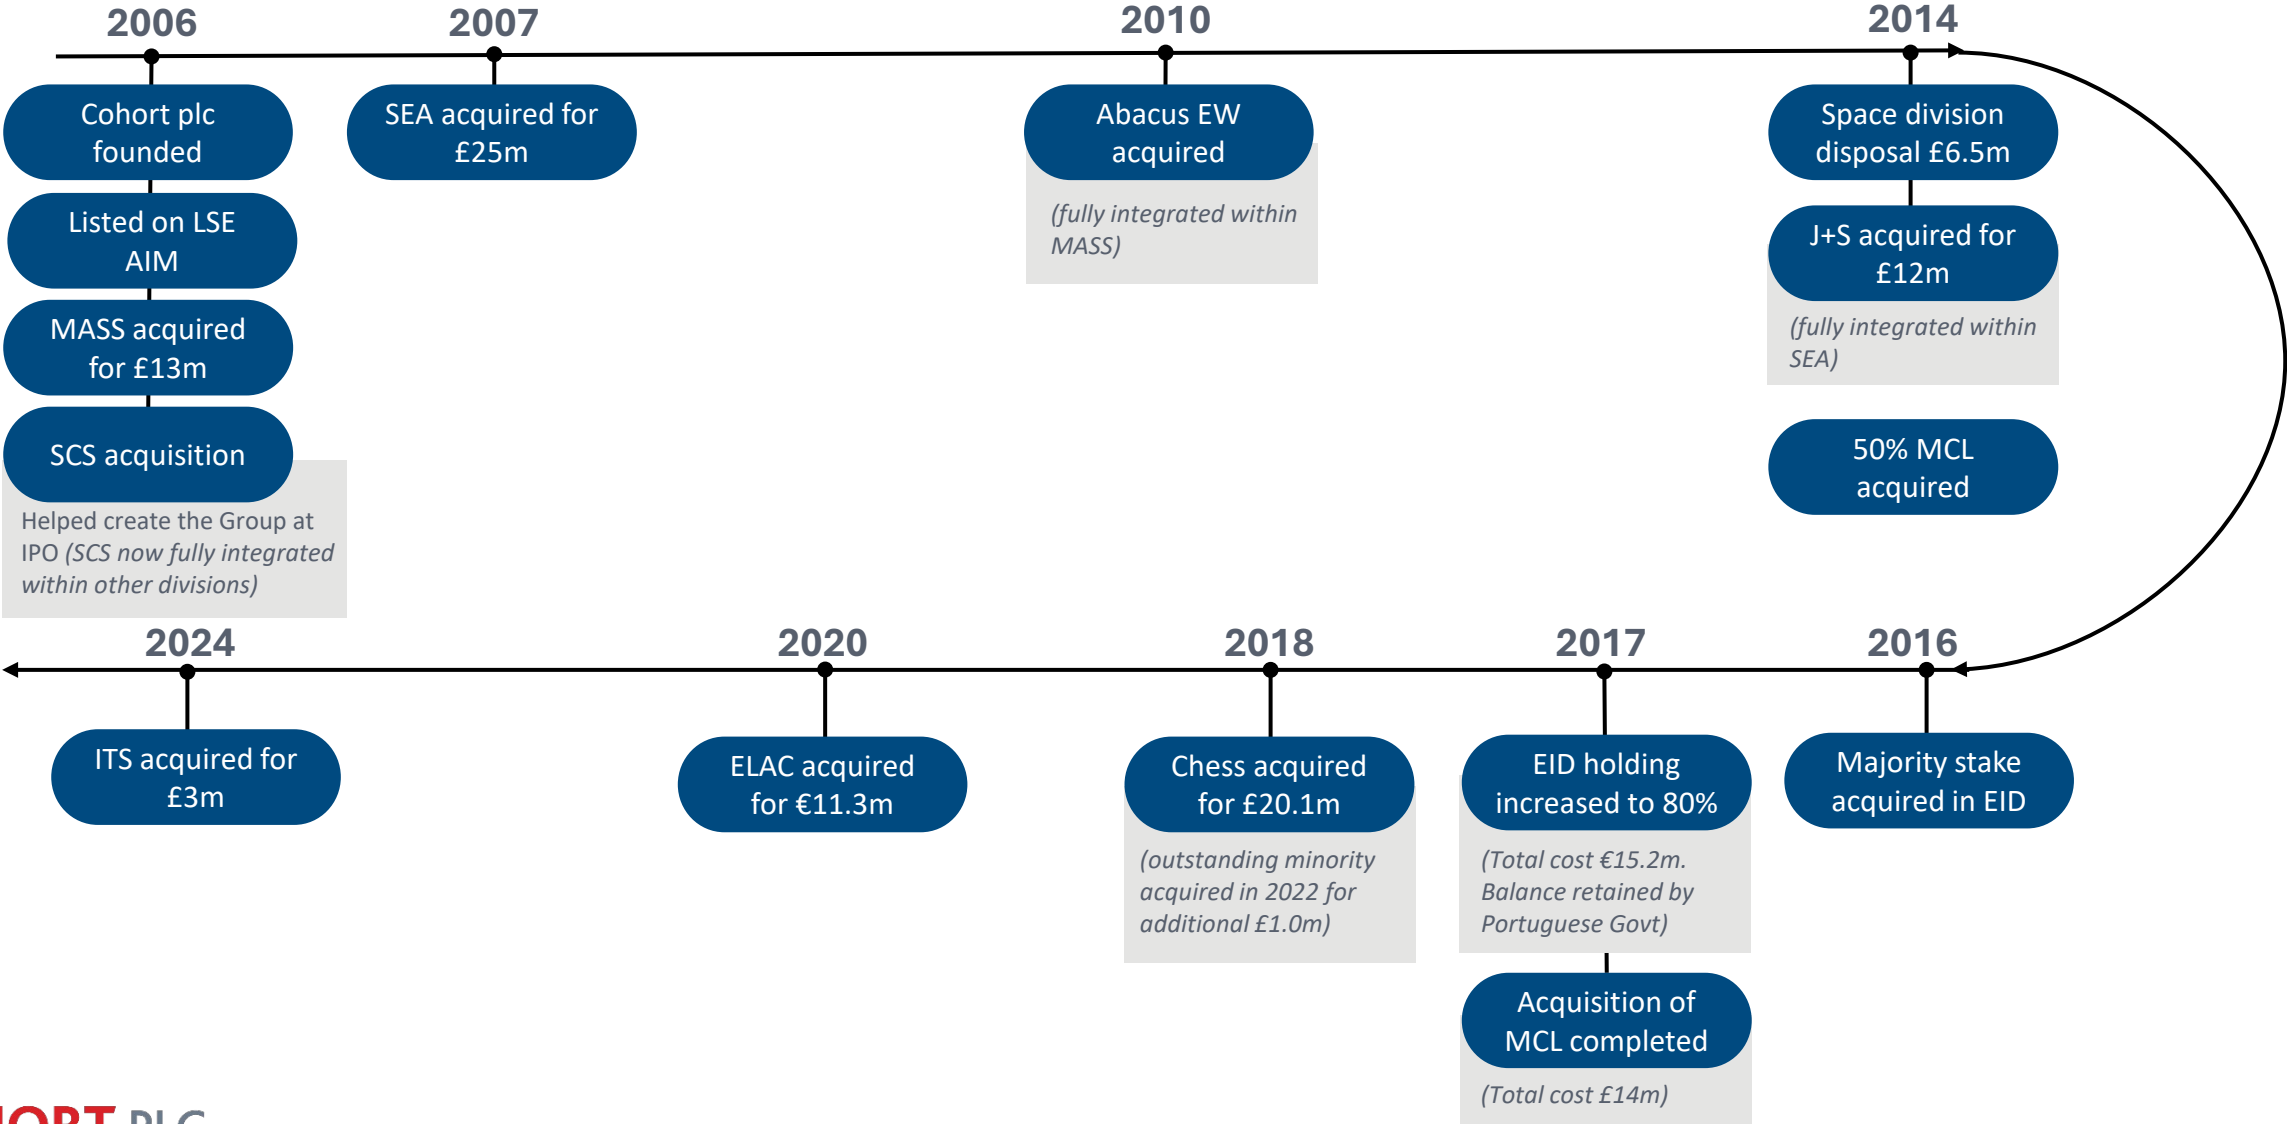 2006
Cohort plc
founded
Listed on LSE
AIM
MASS acquired
for £13m
SCS acquisition
Helped create the Group at
IPO (SCS now fully integrated
within other divisions)
2007
SEA acquired for
£25m
2010
Abacus EW
acquired
(fully integrated within
MASS)
2014
Space division
disposal £6.5m
J+S acquired for
£12m
(fully integrated within
SEA)
50% MCL
acquired
2016
Majority stake
acquired in EID
2017
EID holding
increased to 80%
(Total cost €15.2m.
Balance retained by
Portuguese Govt)
Acquisition of
MCL completed
(Total cost £14m)
2018
Chess acquired
for £20.1m
(outstanding minority
acquired in 2022 for
additional £1.0m)
2020
ELAC acquired
for €11.3m
2024
ITS acquired for
£3m
PLC